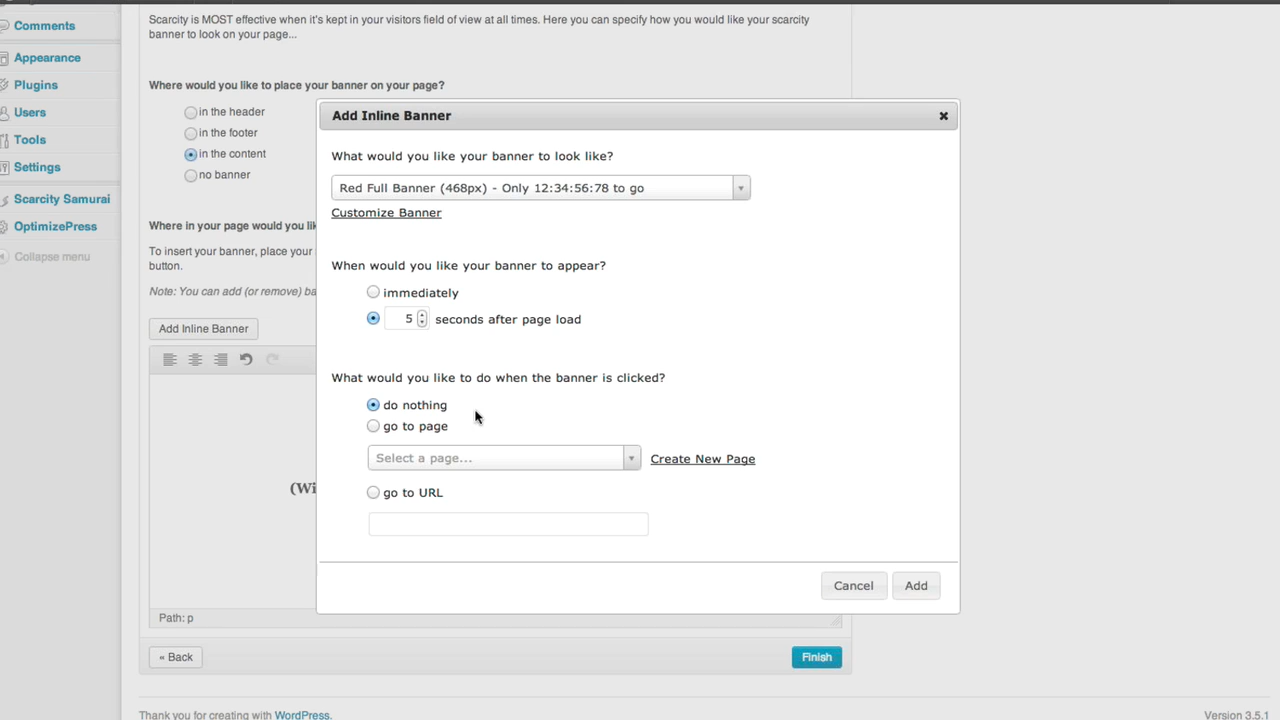 Comments
Appearance
Plugins
Users
Tools
Settings
Scarcity Samurai
OptimizePress
Collapse menu
Scarcity is MOST effective when it's kept in your visitors field of view at all times. Here you can specify how you would like your scarcity
banner to look on your page...
Where would you like to place your banner on your page?
in the header
in the footer
in the content
no banner
Where in your page would you lik
To insert your banner, place your
button.
Note: You can add (or remove) ba
Add Inline Banner
(Wi
Path: p
« Back
Finish
Add Inline Banner
What would you like your banner to look like?
Red Full Banner (468px) - Only 12:34:56:78 to go
Customize Banner
When would you like your banner to appear?
immediately
5 seconds after page load
What would you like to do when the banner is clicked?
do nothing
go to page
Select a page...
Create New Page
go to URL
Cancel
Add
Thank you for creating with WordPress.
Version 3.5.1